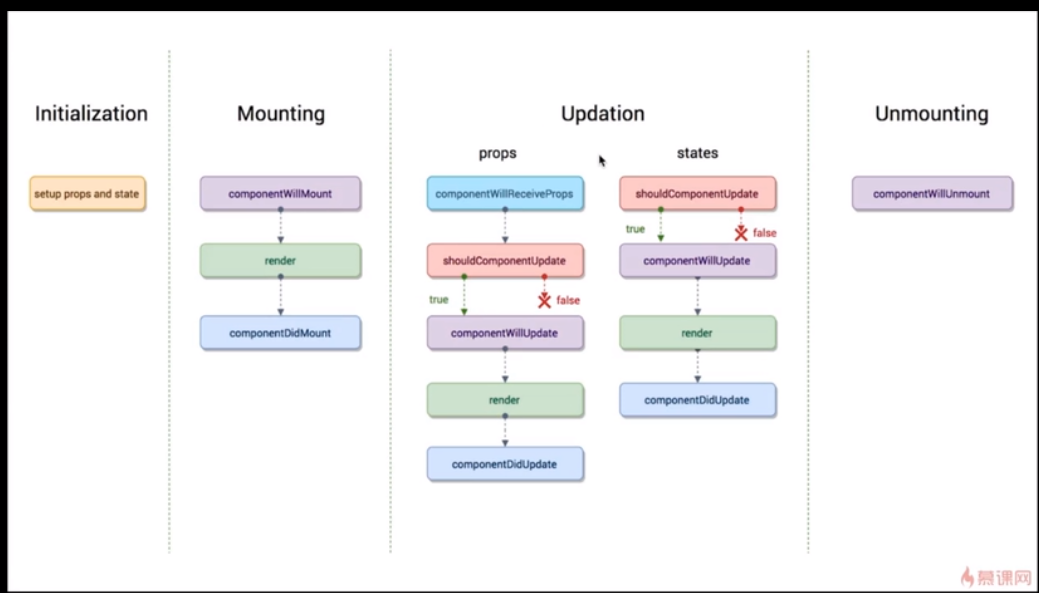 Initialization
Mounting
Updation
Unmounting
props
states
setup props and state
componentWillMount
render
componentDidMount
componentWillReceiveProps
shouldComponentUpdate
true
false
componentWillUpdate
render
componentDidUpdate
shouldComponentUpdate
true
false
componentWillUpdate
render
componentDidUpdate
componentWillUnmount
慕课网